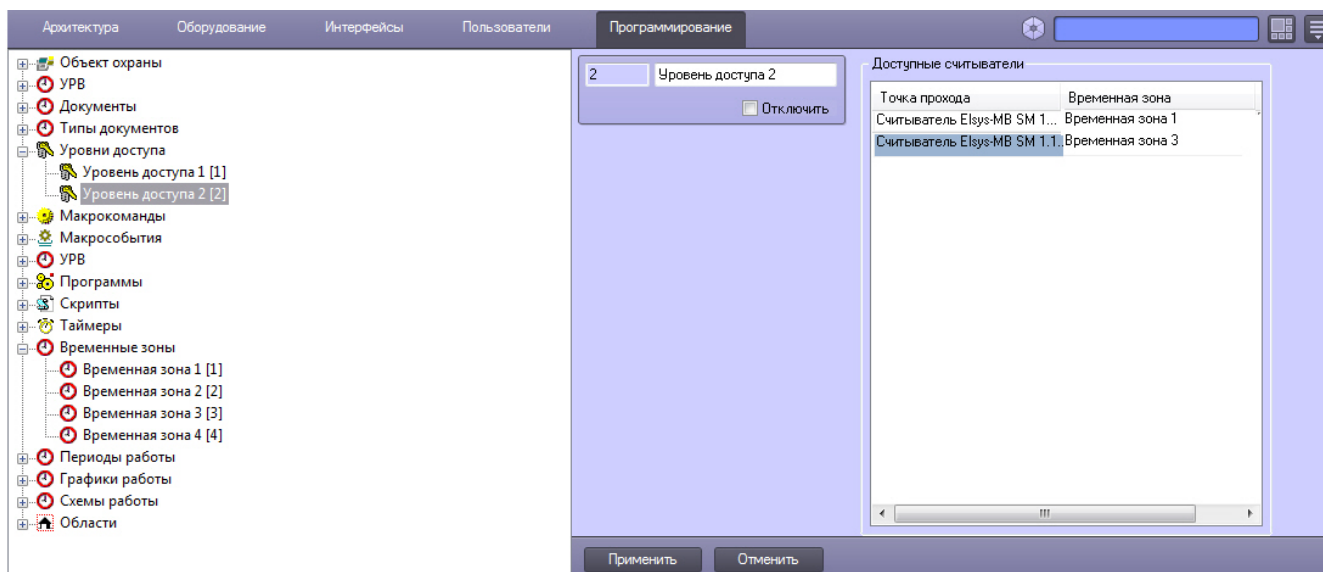 Архитектура Оборудование Интерфейсы Пользователи Программирование
Объект охраны
УРВ
Документы
Типы документов
Уровни доступа
Уровень доступа 1 [1]
Уровень доступа 2 [2]
Макрокоманды
Макрособытия
УРВ
Программы
Скрипты
Таймеры
Временные зоны
Временная зона 1 [1]
Временная зона 2 [2]
Временная зона 3 [3]
Временная зона 4 [4]
Периоды работы
Графики работы
Схемы работы
Области
2 Уровень доступа 2
Отключить
Доступные считыватели
Точка прохода Временная зона
Считыватель Elsys-MB SM 1... Временная зона 1
Считыватель Elsys-MB SM 1.1.. Временная зона 3
Применить Отменить